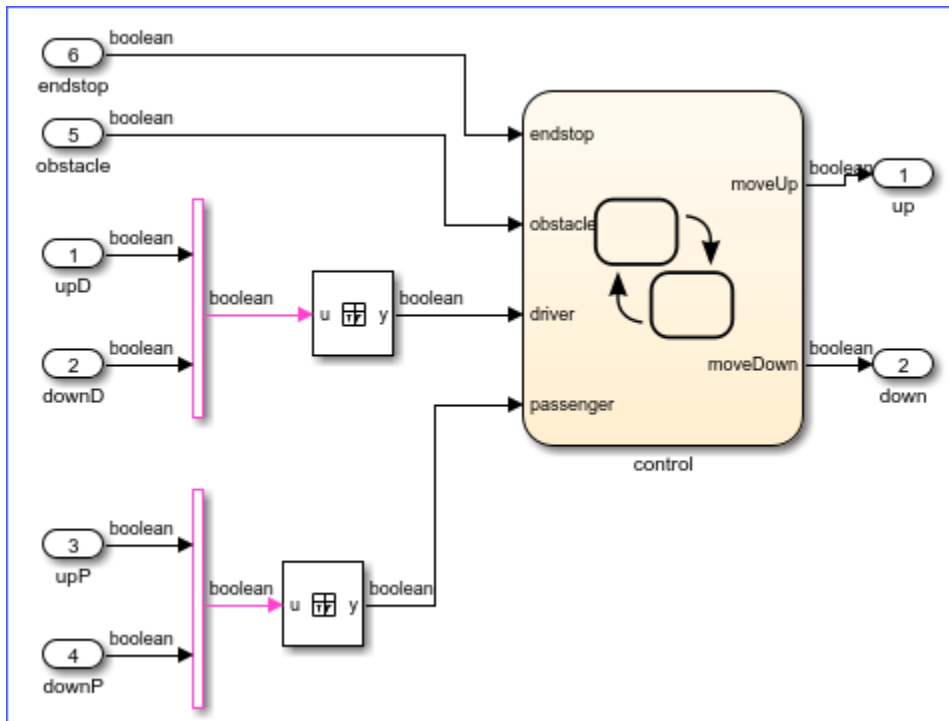 boolean
6
endstop
boolean
5
obstacle
endstop
moveUp
boolean
1
up
obstacle
boolean
1
upD
boolean
u
y
boolean
driver
boolean
2
downD
moveDown
boolean
2
down
passenger
control
boolean
3
upP
boolean
u
y
boolean
boolean
4
downP